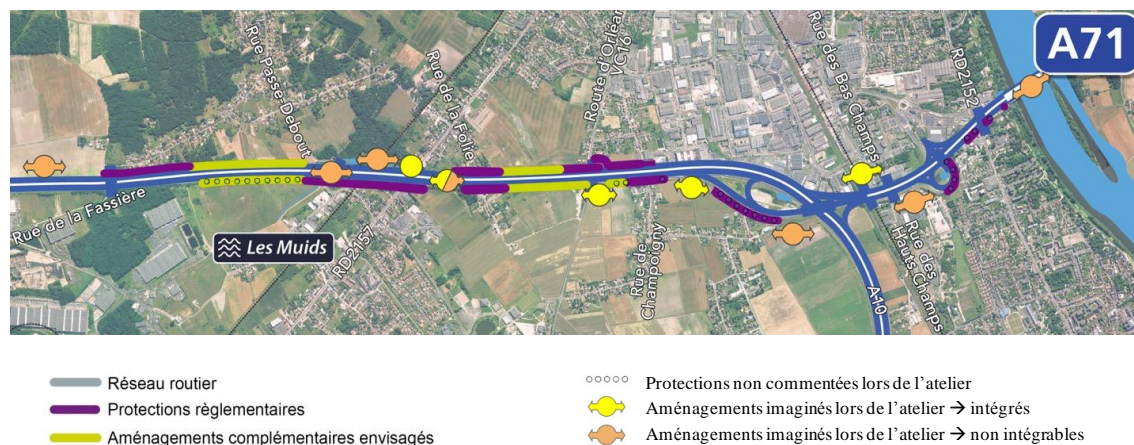 A71
Rue Passe-Debout
Rue de la Folie
Route d'Orléans
VC16
Rue des Bas Champs
RD2152
Rue de la Fassière
Les Muids
RD2157
Rue de
Champoigny
A10
Rue des
Hauts Champs
Réseau routier
Protections règlementaires
Aménagements complémentaires envisagés
Protections non commentées lors de l'atelier
Aménagements imaginés lors de l'atelier → intégrés
Aménagements imaginés lors de l'atelier → non intégrables